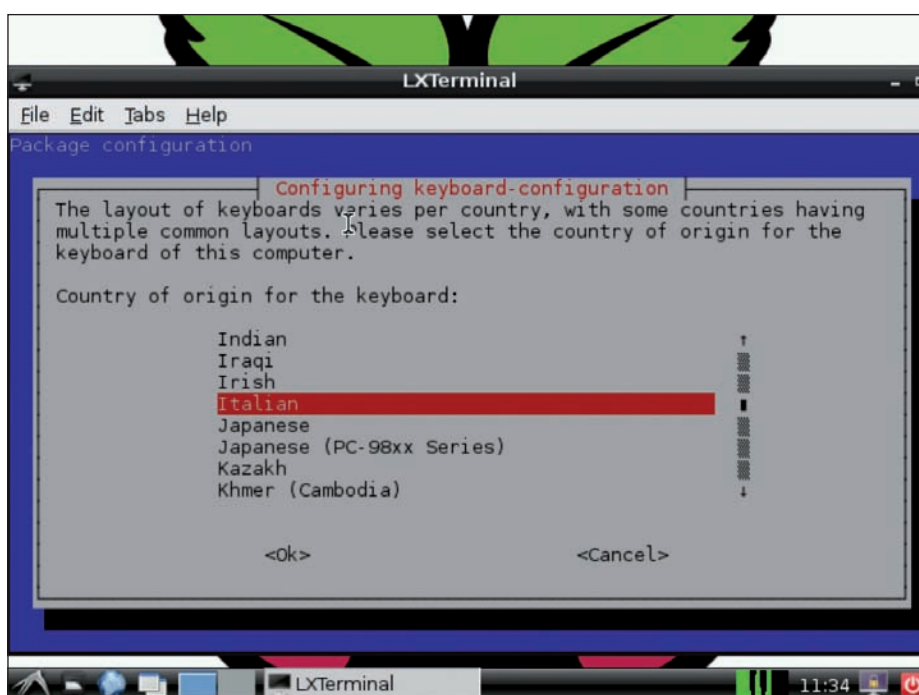 LXTerminal
File Edit Tabs Help
Package configuration
Configuring keyboard-configuration
The layout of keyboards varies per country, with some countries having
multiple common layouts. Please select the country of origin for the
keyboard of this computer.
Country of origin for the keyboard:
Indian
Iraqi
Irish
Italian
Japanese
Japanese (PC-98xx Series)
Kazakh
Khmer (Cambodia)
<Ok> <Cancel>
LXTerminal 11:34